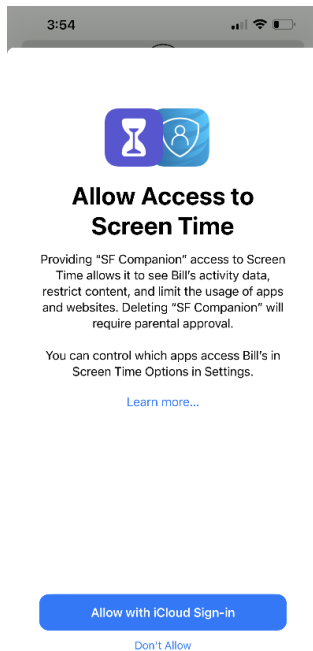 3:54
Allow Access to
Screen Time
Providing “SF Companion” access to Screen
Time allows it to see Bill’s activity data,
restrict content, and limit the usage of apps
and websites. Deleting “SF Companion” will
require parental approval.
You can control which apps access Bill’s in
Screen Time Options in Settings.
Learn more...
Allow with iCloud Sign-in
Don’t Allow